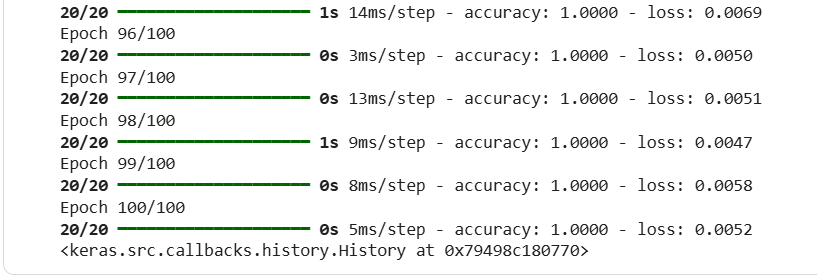 20/20 ━━━━━━━━━━━━━━━━━━━━ 1s 14ms/step - accuracy: 1.0000 - loss: 0.0069
Epoch 96/100
20/20 ━━━━━━━━━━━━━━━━━━━━ 0s 3ms/step - accuracy: 1.0000 - loss: 0.0050
Epoch 97/100
20/20 ━━━━━━━━━━━━━━━━━━━━ 0s 13ms/step - accuracy: 1.0000 - loss: 0.0051
Epoch 98/100
20/20 ━━━━━━━━━━━━━━━━━━━━ 1s 9ms/step - accuracy: 1.0000 - loss: 0.0047
Epoch 99/100
20/20 ━━━━━━━━━━━━━━━━━━━━ 0s 8ms/step - accuracy: 1.0000 - loss: 0.0058
Epoch 100/100
20/20 ━━━━━━━━━━━━━━━━━━━━ 0s 5ms/step - accuracy: 1.0000 - loss: 0.0052
<keras.src.callbacks.history.History at 0x79498c180770>